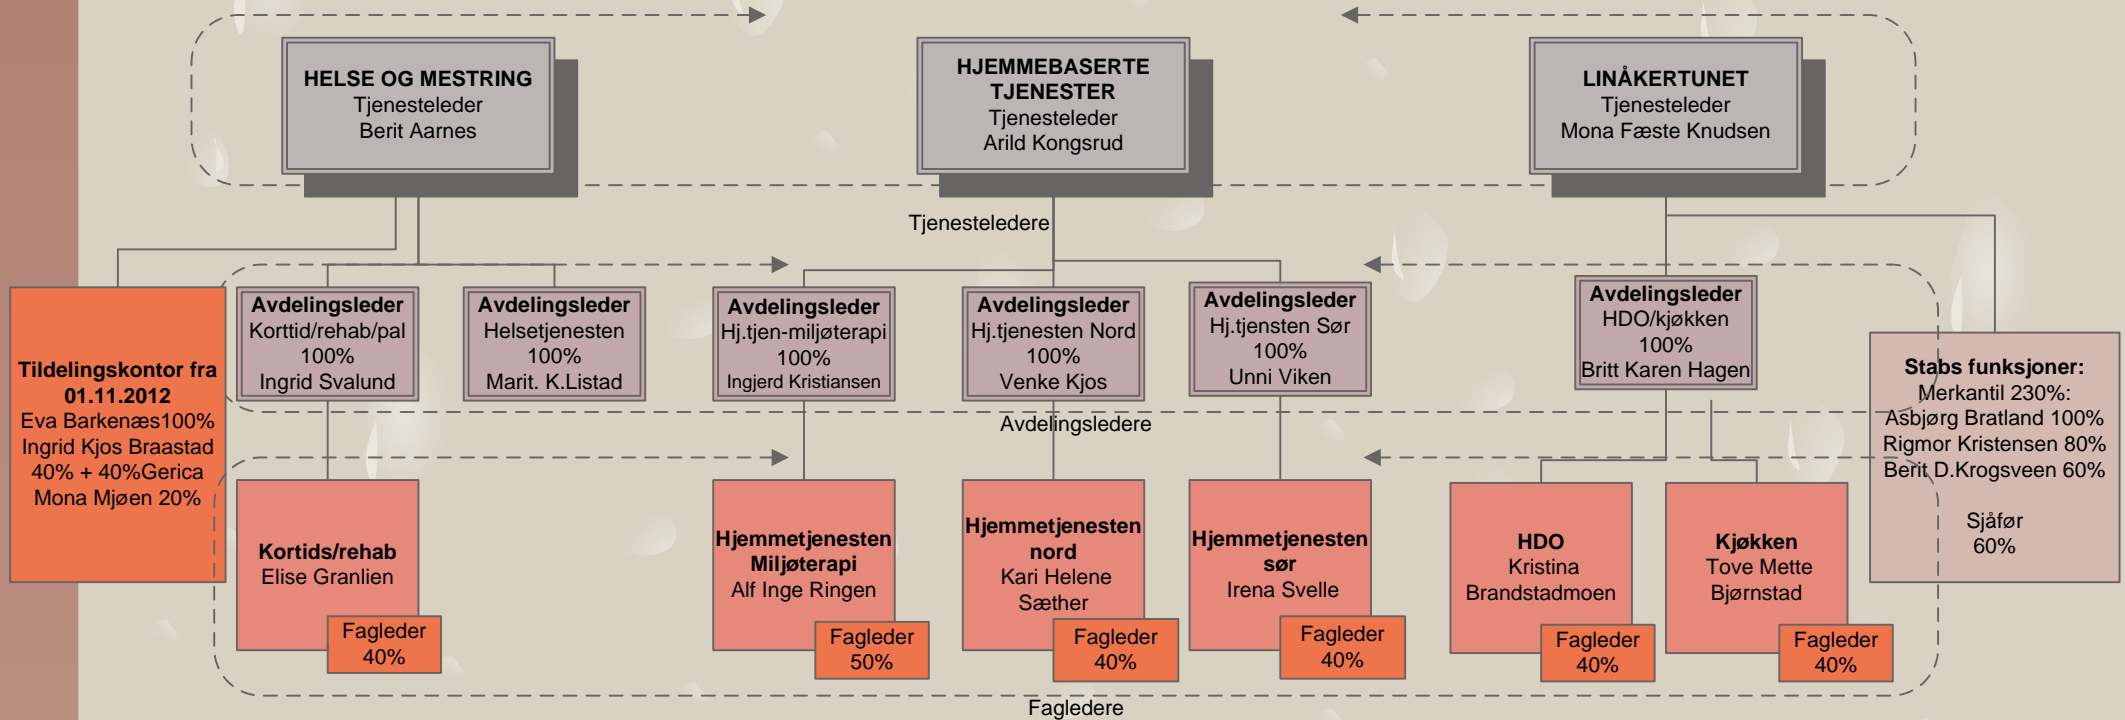 HELSE OG MESTRING
Tjenesteleder
Berit Aarnes
HJEMMEBASERTE
TJENESTER
Tjenesteleder
Arild Kongsrud
LINÅKERTUNET
Tjenesteleder
Mona Fæste Knudsen
Tjenesteledere
Tildelingskontor fra
01.11.2012
Eva Barkenæs100%
Ingrid Kjos Braastad
40% + 40%Gerica
Mona Mjøen 20%
Avdelingsleder
Korttid/rehab/pal
100%
Ingrid Svalund
Avdelingsleder
Helsetjenesten
100%
Marit. K.Listad
Avdelingsleder
Hj.tjen-miljøterapi
100%
Ingjerd Kristiansen
Avdelingsleder
Hj.tjenesten Nord
100%
Venke Kjos
Avdelingsleder
Hj.tjensten Sør
100%
Unni Viken
Avdelingsleder
HDO/kjøkken
100%
Britt Karen Hagen
Stabs funksjoner:
Merkantil 230%:
Asbjørg Bratland 100%
Rigmor Kristensen 80%
Berit D.Krogsveen 60%
Sjåfør
60%
Avdelingsledere
Kortids/rehab
Elise Granlien
Fagleder
40%
Hjemmetjenesten
Miljøterapi
Alf Inge Ringen
Fagleder
50%
Hjemmetjenesten
nord
Kari Helene
Sæther
Fagleder
40%
Hjemmetjenesten
sør
Irena Svelle
Fagleder
40%
HDO
Kristina
Brandstadmoen
Fagleder
40%
Kjøkken
Tove Mette
Bjørnstad
Fagleder
40%
Fagledere